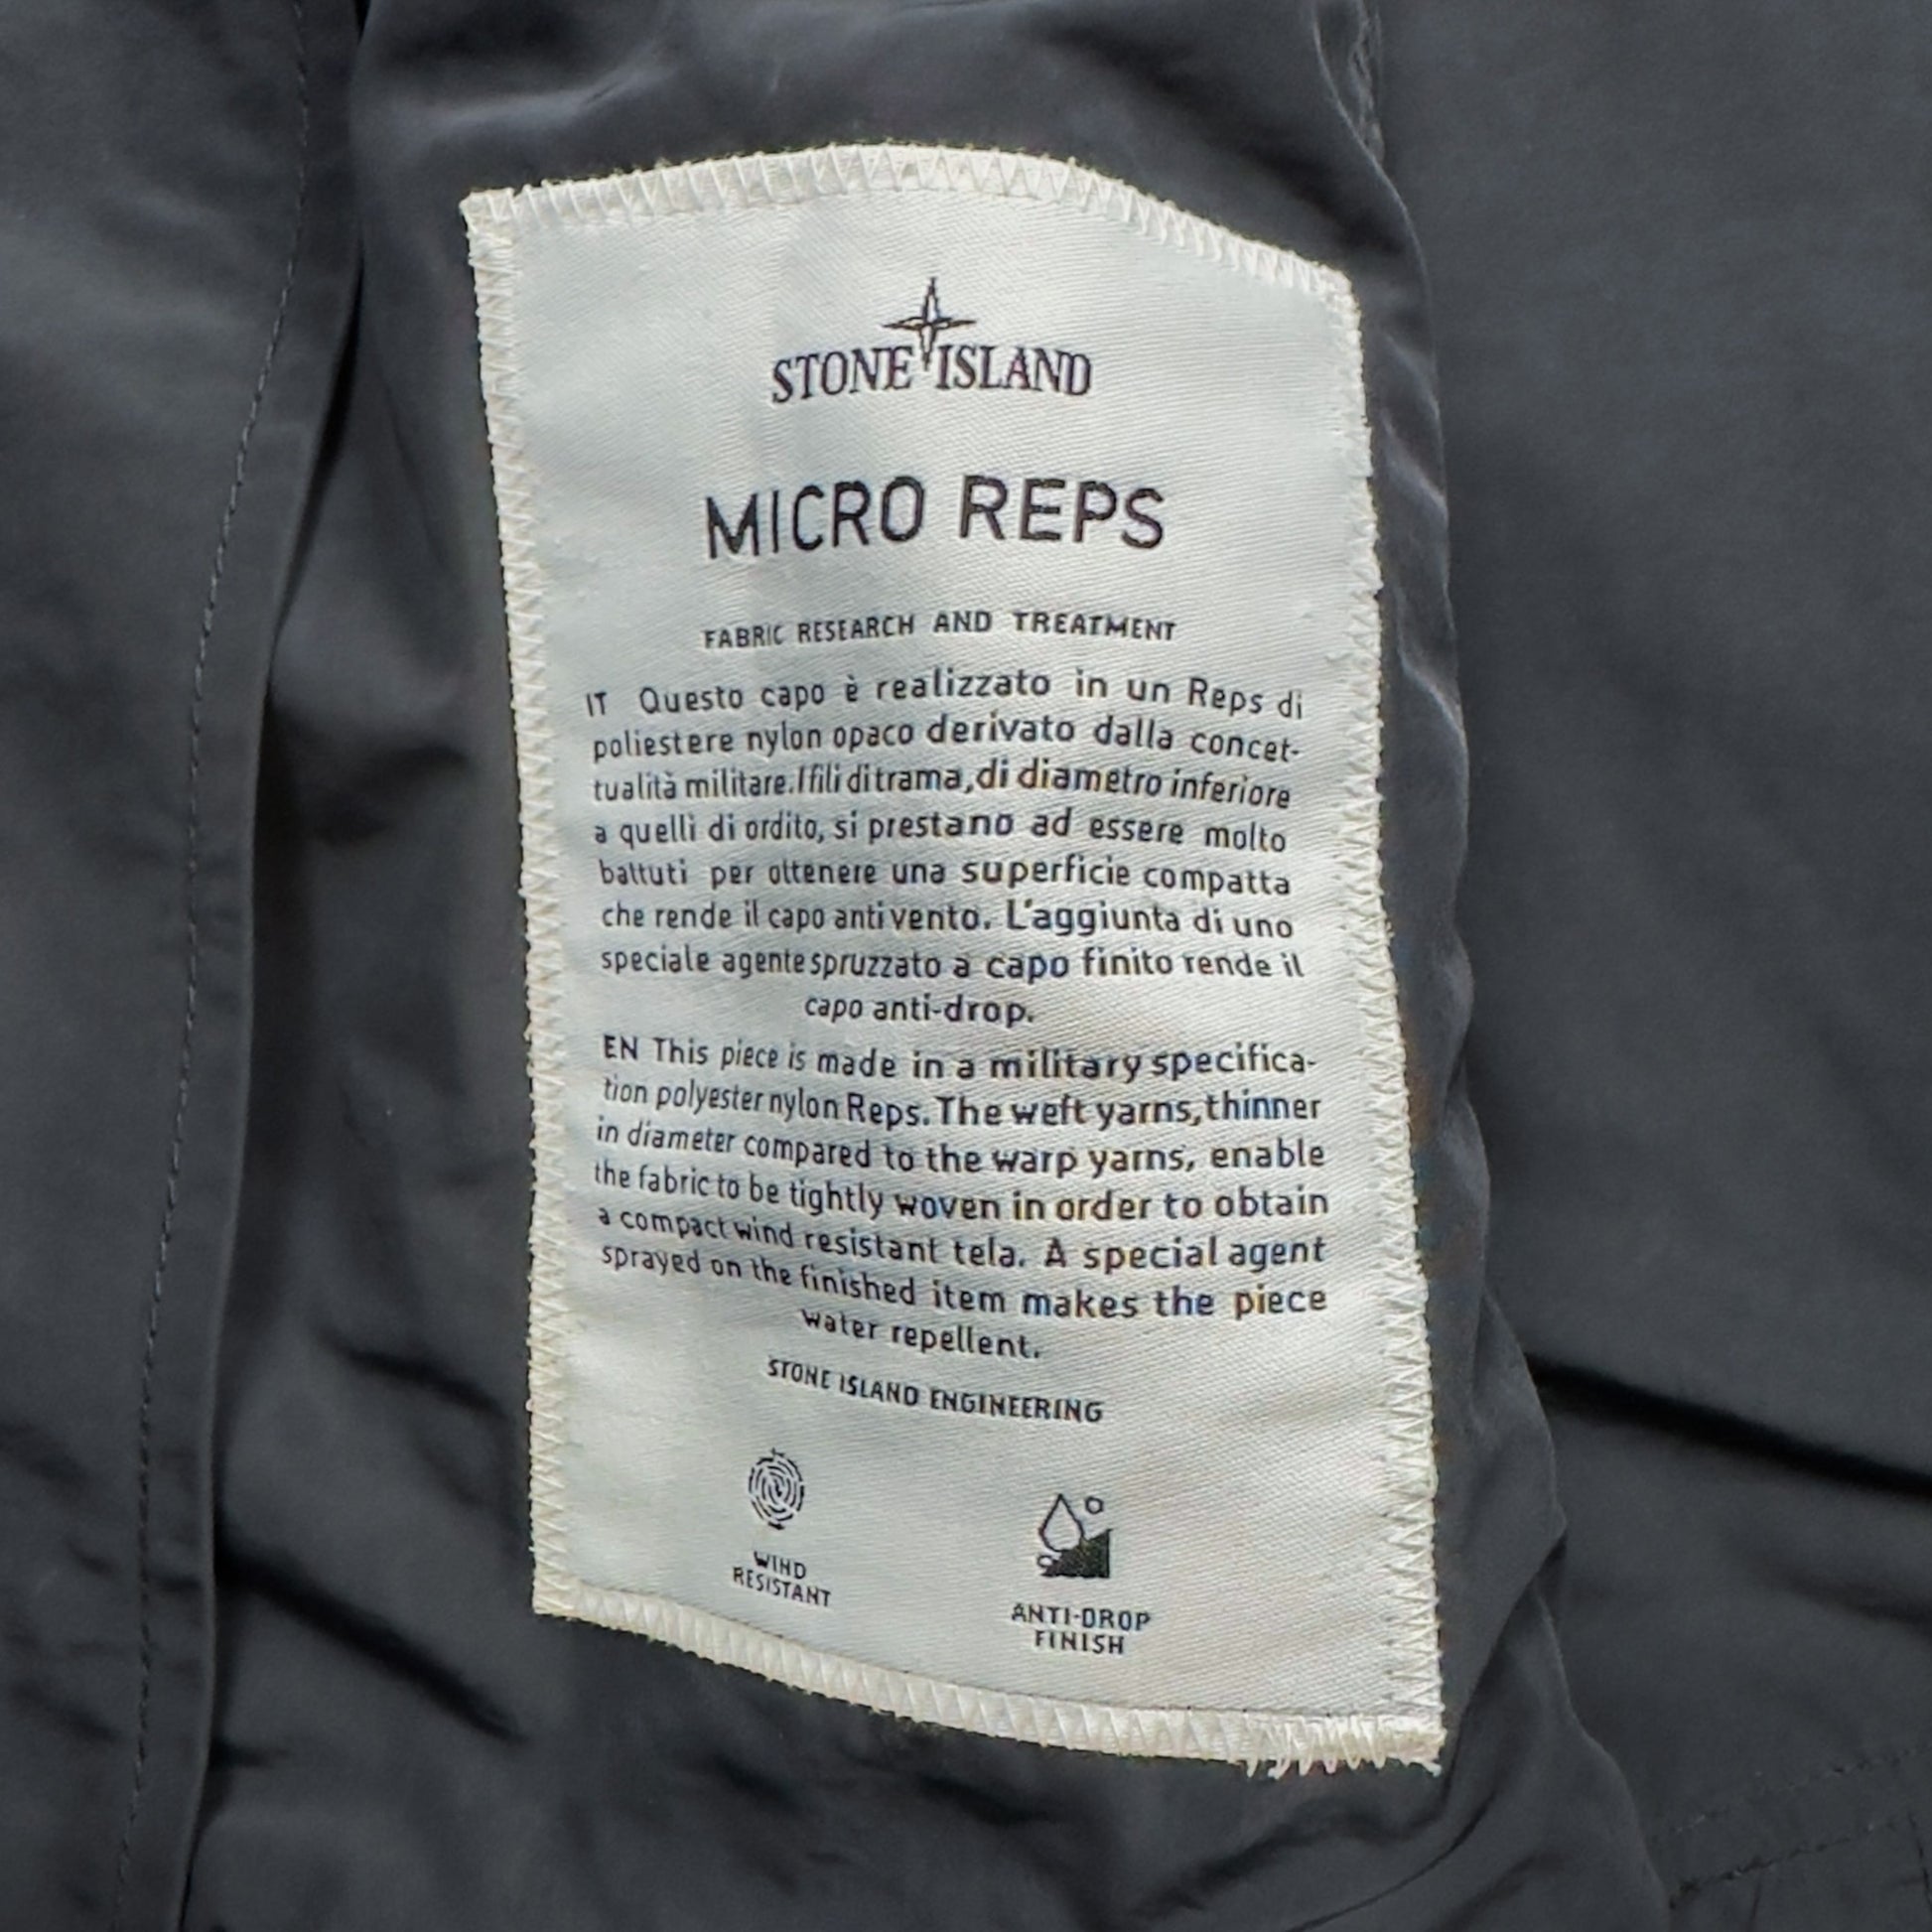 STONE ISLAND
MICRO REPS
FABRIC RESEARCH AND TREATMENT
IT Questo capo è realizzato in un Reps di
poliestere nylon opaco derivato dalla concet-
tualità militare. I fili di trama, di diametro inferiore
a quelli di ordito, si prestano ad essere molto
battuti per ottenere una superficie compatta
che rende il capo antivento. L'aggiunta di uno
speciale agente spruzzato a capo finito rende il
capo anti-drop.
EN This piece is made in a military specifica-
tion polyester nylon Reps. The weft yarns, thinner
in diameter compared to the warp yarns, enable
the fabric to be tightly woven in order to obtain
a compact wind resistant tela. A special agent
sprayed on the finished item makes the piece
water repellent.
STONE ISLAND ENGINEERING
WIND
RESISTANT
ANTI-DROP
FINISH